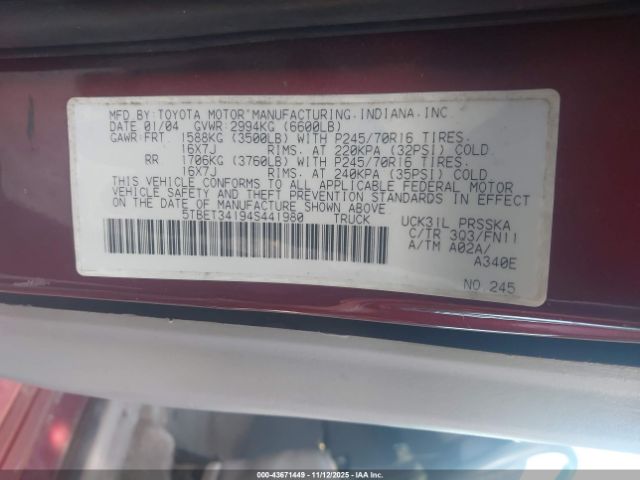 MFD BY: TOYOTA MOTOR MANUFACTURING. INDIANA. INC
DATE 01/04 GVWR: 2994KG (6600LB)
GAWR: FRT. 1588KG (3500LB) WITH P245/70R16 TIRES.
16X7J RIMS. AT 220KPA (32PSI) COLD
RR 1706KG (3760LB) WITH P245/70R16 TIRES.
16X7J RIMS. AT 240KPA (35PSI) COLD.
THIS VEHICLE CONFORMS TO ALL APPLICABLE FEDERAL MOTOR
VEHICLE SAFETY AND THEFT PREVENTION STANDARDS IN EFFECT
ON THE DATE OF MANUFACTURE SHOWN ABOVE
5TBET34194S441980 TRUCK
UCK31L PRSSKA
C/TR 3Q3/FN11
A/TM A02A/
A340E
NO. 245
000-43671449 - 11/12/2025 - IAA Inc.